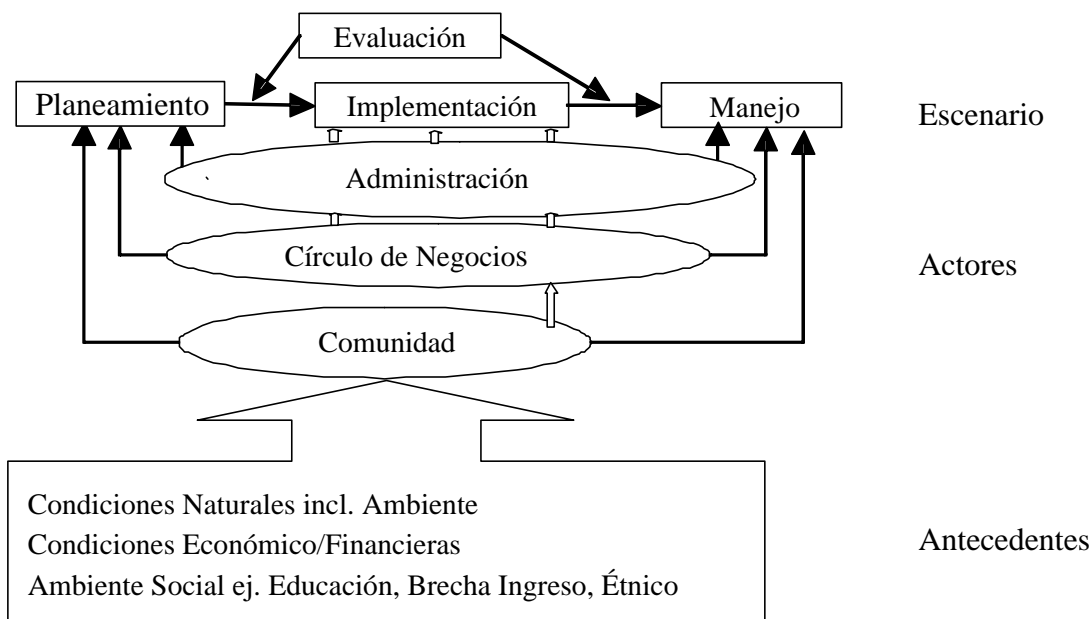 Evaluación
Planeamiento
Implementación
Manejo
Escenario
Administración
Círculo de Negocios
Actores
Comunidad
Condiciones Naturales incl. Ambiente
Condiciones Económico/Financieras
Antecedentes
Ambiente Social ej. Educación, Brecha Ingreso, Étnico